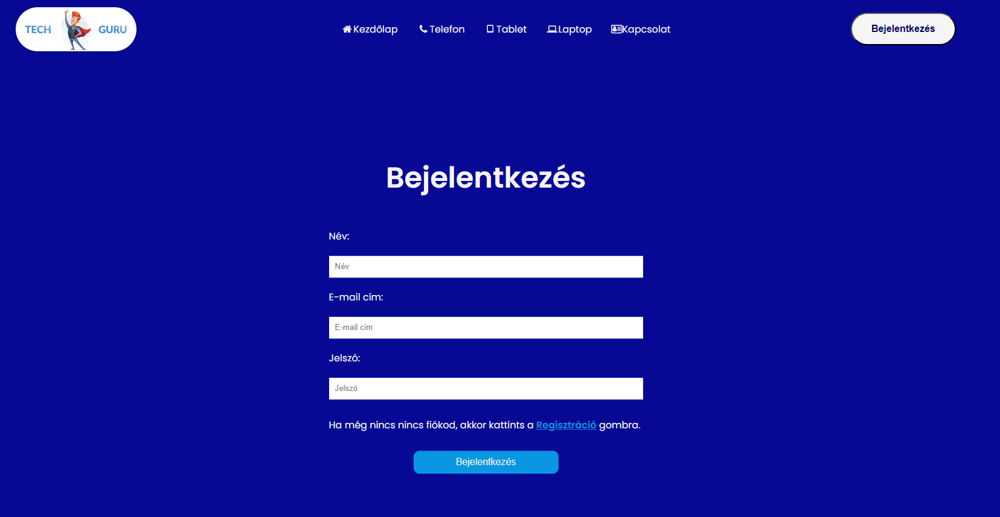 TECH GURU
Kezdőlap Telefon Tablet Laptop Kapcsolat
Bejelentkezés
Bejelentkezés
Név:
Név
E-mail cím:
E-mail cím
Jelszó:
Jelszó
Ha még nincs nincs fiókod, akkor kattints a Regisztráció gombra.
Bejelentkezés